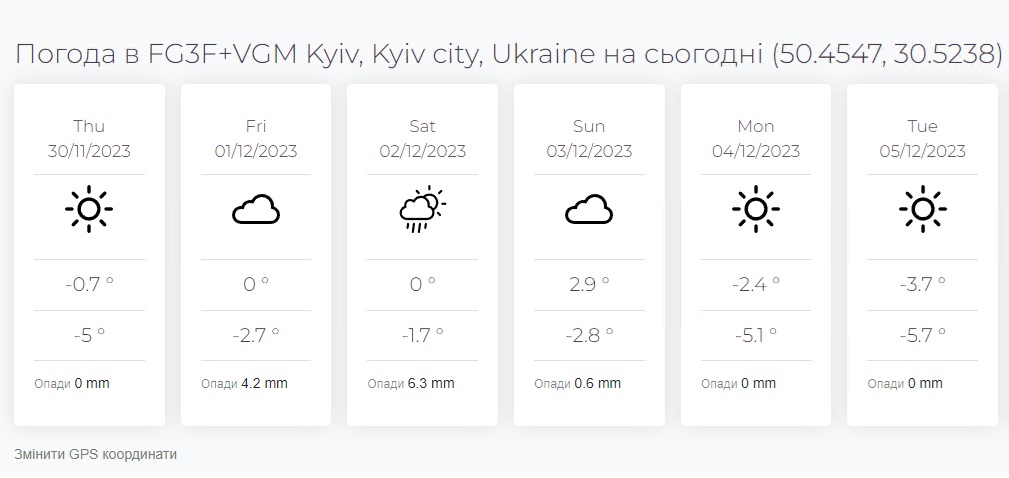 Погода в FG3F+VGM Kyiv, Kyiv city, Ukraine на сьогодні (50.4547, 30.5238)
Thu
30/11/2023
-0.7 °
-5 °
Опади 0 mm
Fri
01/12/2023
0 °
-2.7 °
Опади 4.2 mm
Sat
02/12/2023
0 °
-1.7 °
Опади 6.3 mm
Sun
03/12/2023
2.9 °
-2.8 °
Опади 0.6 mm
Mon
04/12/2023
-2.4 °
-5.1 °
Опади 0 mm
Tue
05/12/2023
-3.7 °
-5.7 °
Опади 0 mm
Змінити GPS координати